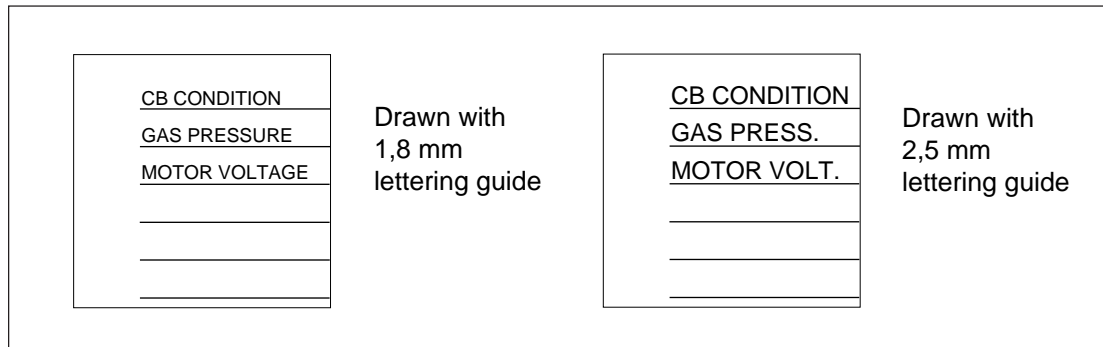 CB CONDITION
GAS PRESSURE
MOTOR VOLTAGE
Drawn with
1,8 mm
lettering guide
CB CONDITION
GAS PRESS.
MOTOR VOLT.
Drawn with
2,5 mm
lettering guide